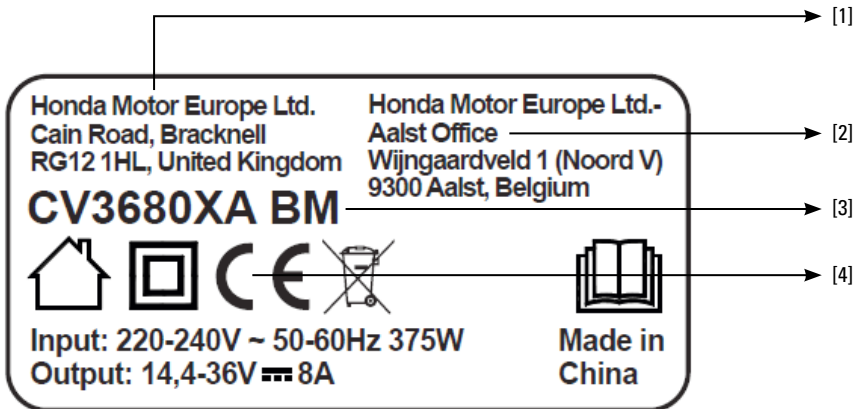 [1]
Honda Motor Europe Ltd.
Cain Road, Bracknell
RG12 1HL, United Kingdom
Honda Motor Europe Ltd.-
Aalst Office
Wijngaardveld 1 (Noord V)
9300 Aalst, Belgium
[2]
CV3680XA BM
[3]
CE
[4]
Input: 220-240V ~ 50-60Hz 375W
Output: 14,4-36V ⎓ 8A
Made in
China